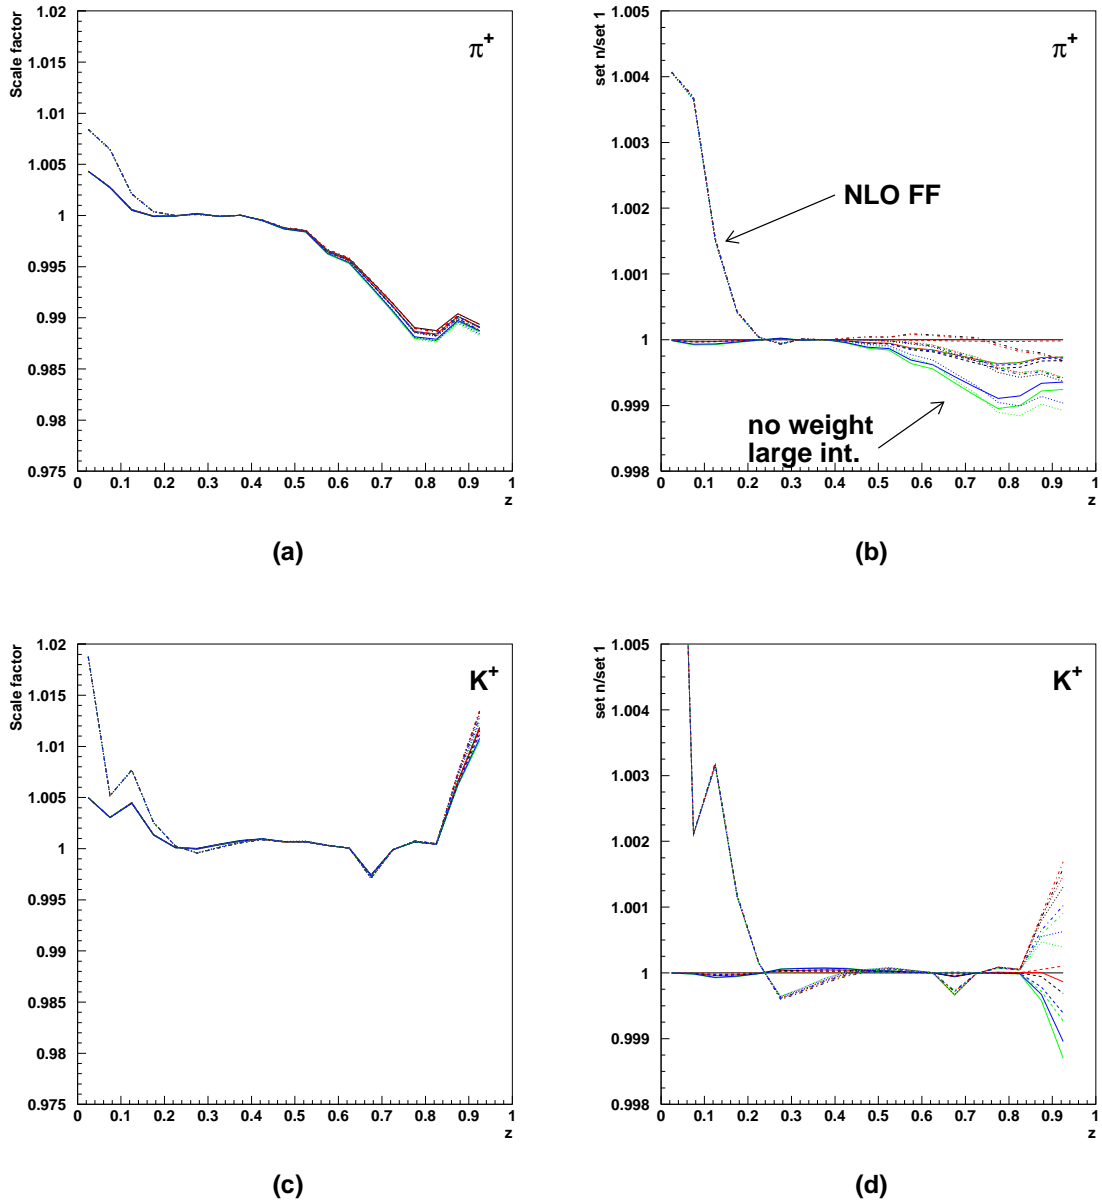 Scale factor
1.02
1.015
1.01
1.005
1
0.995
0.99
0.985
0.98
0.975
π+
0 0.1 0.2 0.3 0.4 0.5 0.6 0.7 0.8 0.9 1
z
(a)
set n/set 1
1.005
1.004
1.003
1.002
1.001
1
0.999
0.998
π+
NLO FF
no weight
large int.
0 0.1 0.2 0.3 0.4 0.5 0.6 0.7 0.8 0.9 1
z
(b)
Scale factor
1.02
1.015
1.01
1.005
1
0.995
0.99
0.985
0.98
0.975
K+
0 0.1 0.2 0.3 0.4 0.5 0.6 0.7 0.8 0.9 1
z
(c)
set n/set 1
1.005
1.004
1.003
1.002
1.001
1
0.999
0.998
K+
0 0.1 0.2 0.3 0.4 0.5 0.6 0.7 0.8 0.9 1
z
(d)